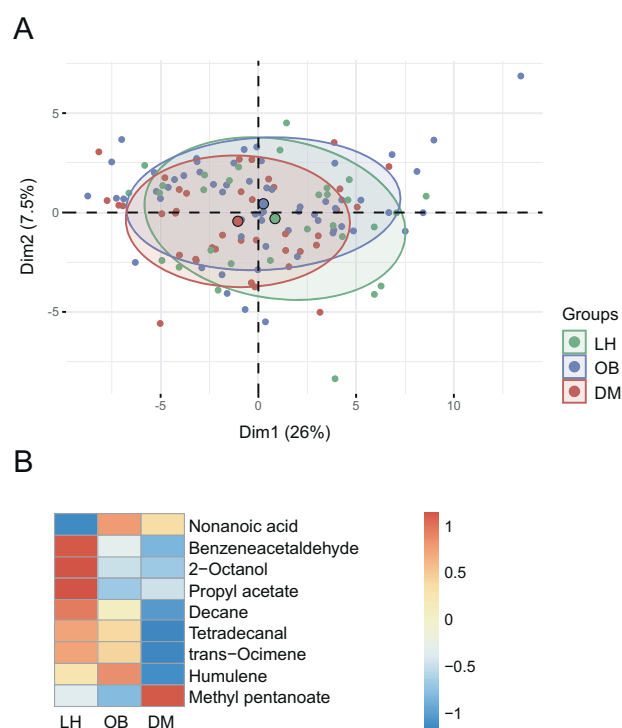 A
5
0
-5
Dim2 (7.5%)
-5 0 5 10
Dim1 (26%)
Groups
LH
OB
DM
B
Nonanoic acid
Benzeneacetaldehyde
2−Octanol
Propyl acetate
Decane
Tetradecanal
trans−Ocimene
Humulene
Methyl pentanoate
LH OB DM
1
0.5
0
−0.5
−1